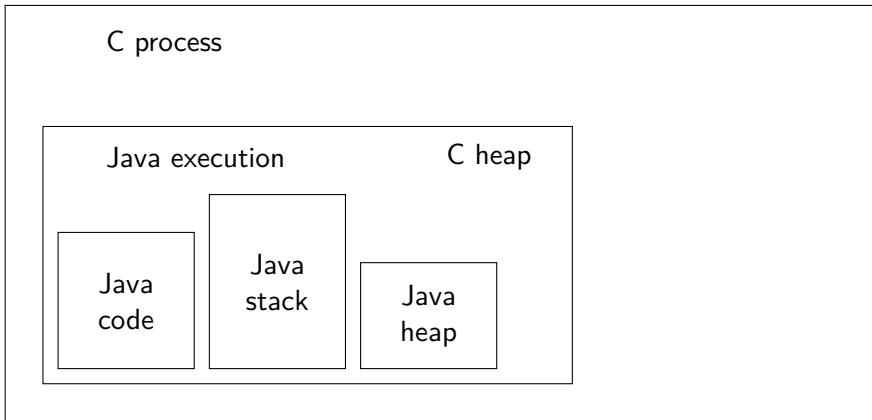 C process
Java execution
C heap
Java
code
Java
stack
Java
heap